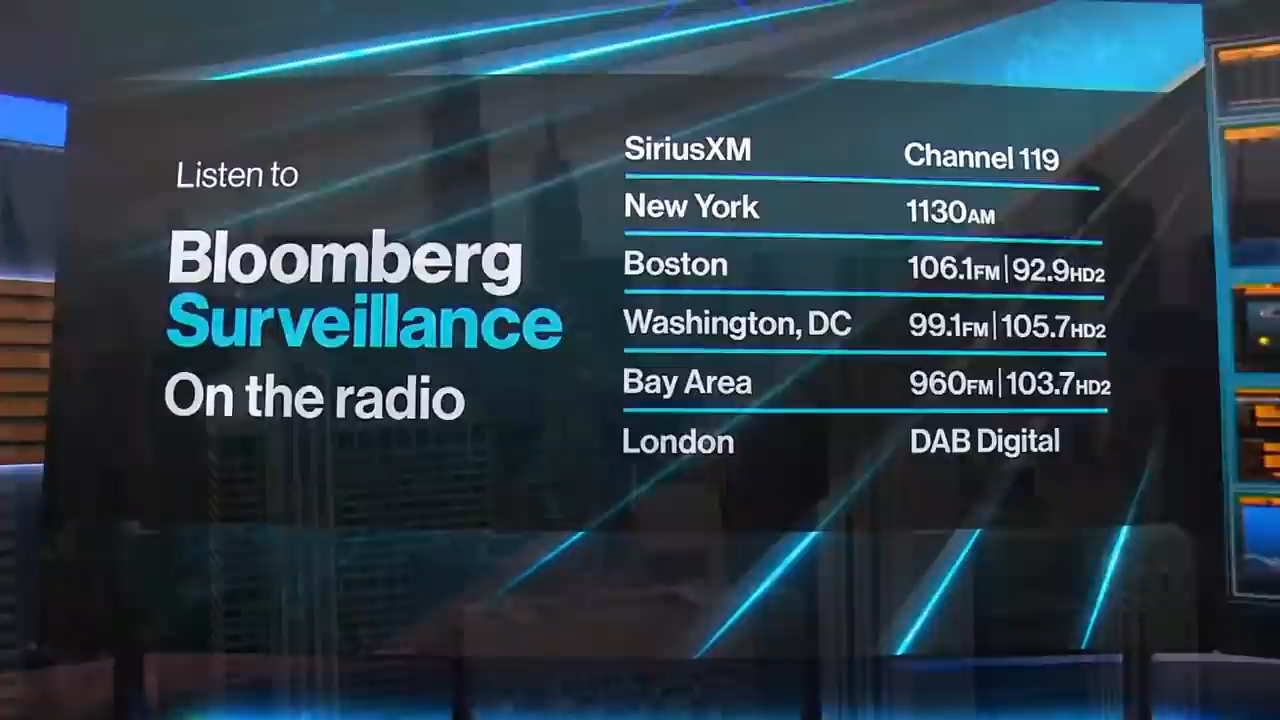 Listen to
Bloomberg
Surveillance
On the radio
SiriusXM Channel 119
New York 1130AM
Boston 106.1FM|92.9HD2
Washington, DC 99.1FM|105.7HD2
Bay Area 960FM|103.7HD2
London DAB Digital